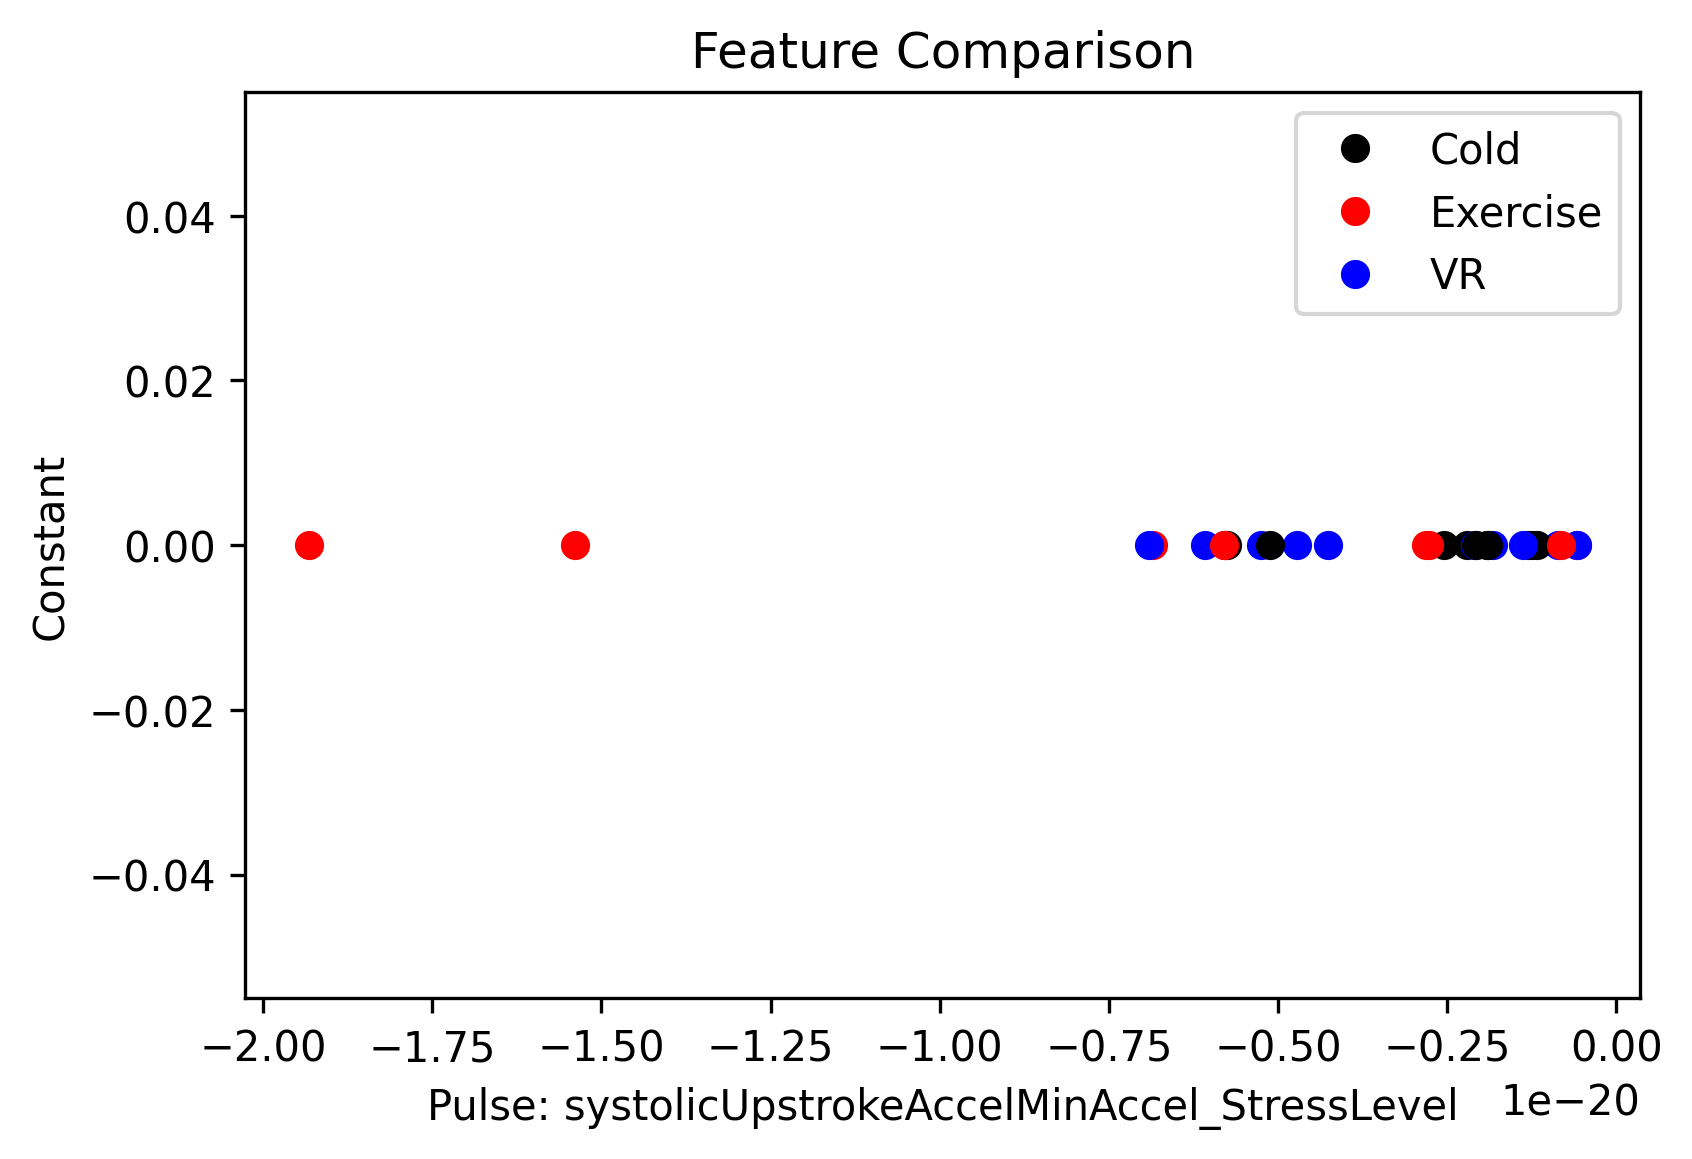 Feature Comparison
Cold
Exercise
VR
0.04
0.02
0.00
−0.02
−0.04
Constant
−2.00 −1.75 −1.50 −1.25 −1.00 −0.75 −0.50 −0.25 0.00
1e−20
Pulse: systolicUpstrokeAccelMinAccel_StressLevel